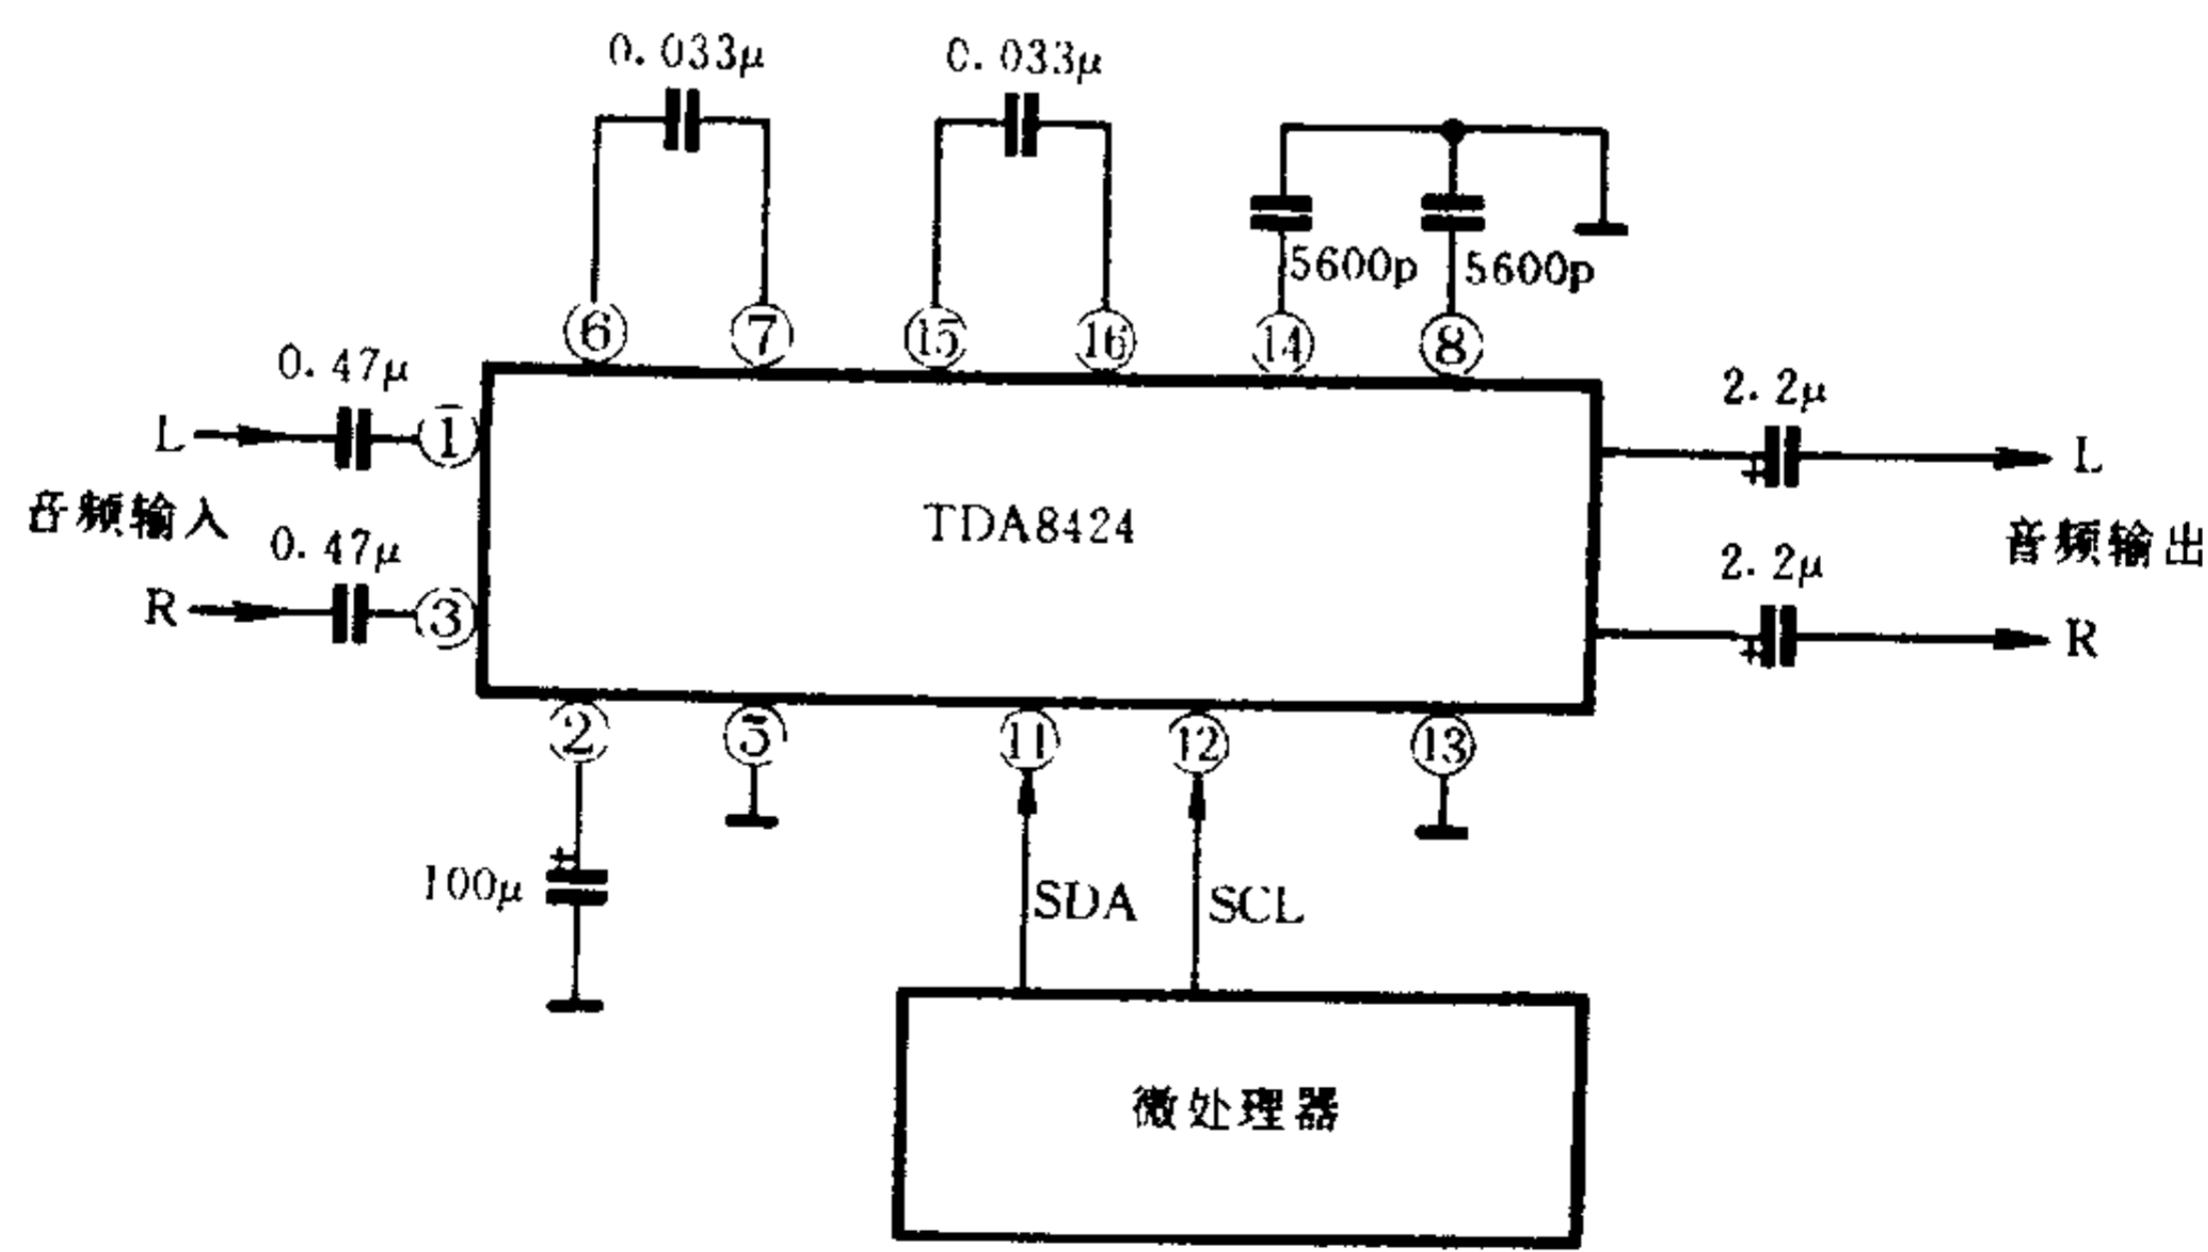 0.033μ
0.033μ
5600p
5600p
⑥
⑦
⑮
⑯
⑭
⑧
0.47μ
L
①
音频输入
0.47μ
R
③
TDA8424
2.2μ
L
音频输出
2.2μ
R
②
⑤
⑪
⑫
⑬
+
100μ
SDA
SCL
+
+
微处理器